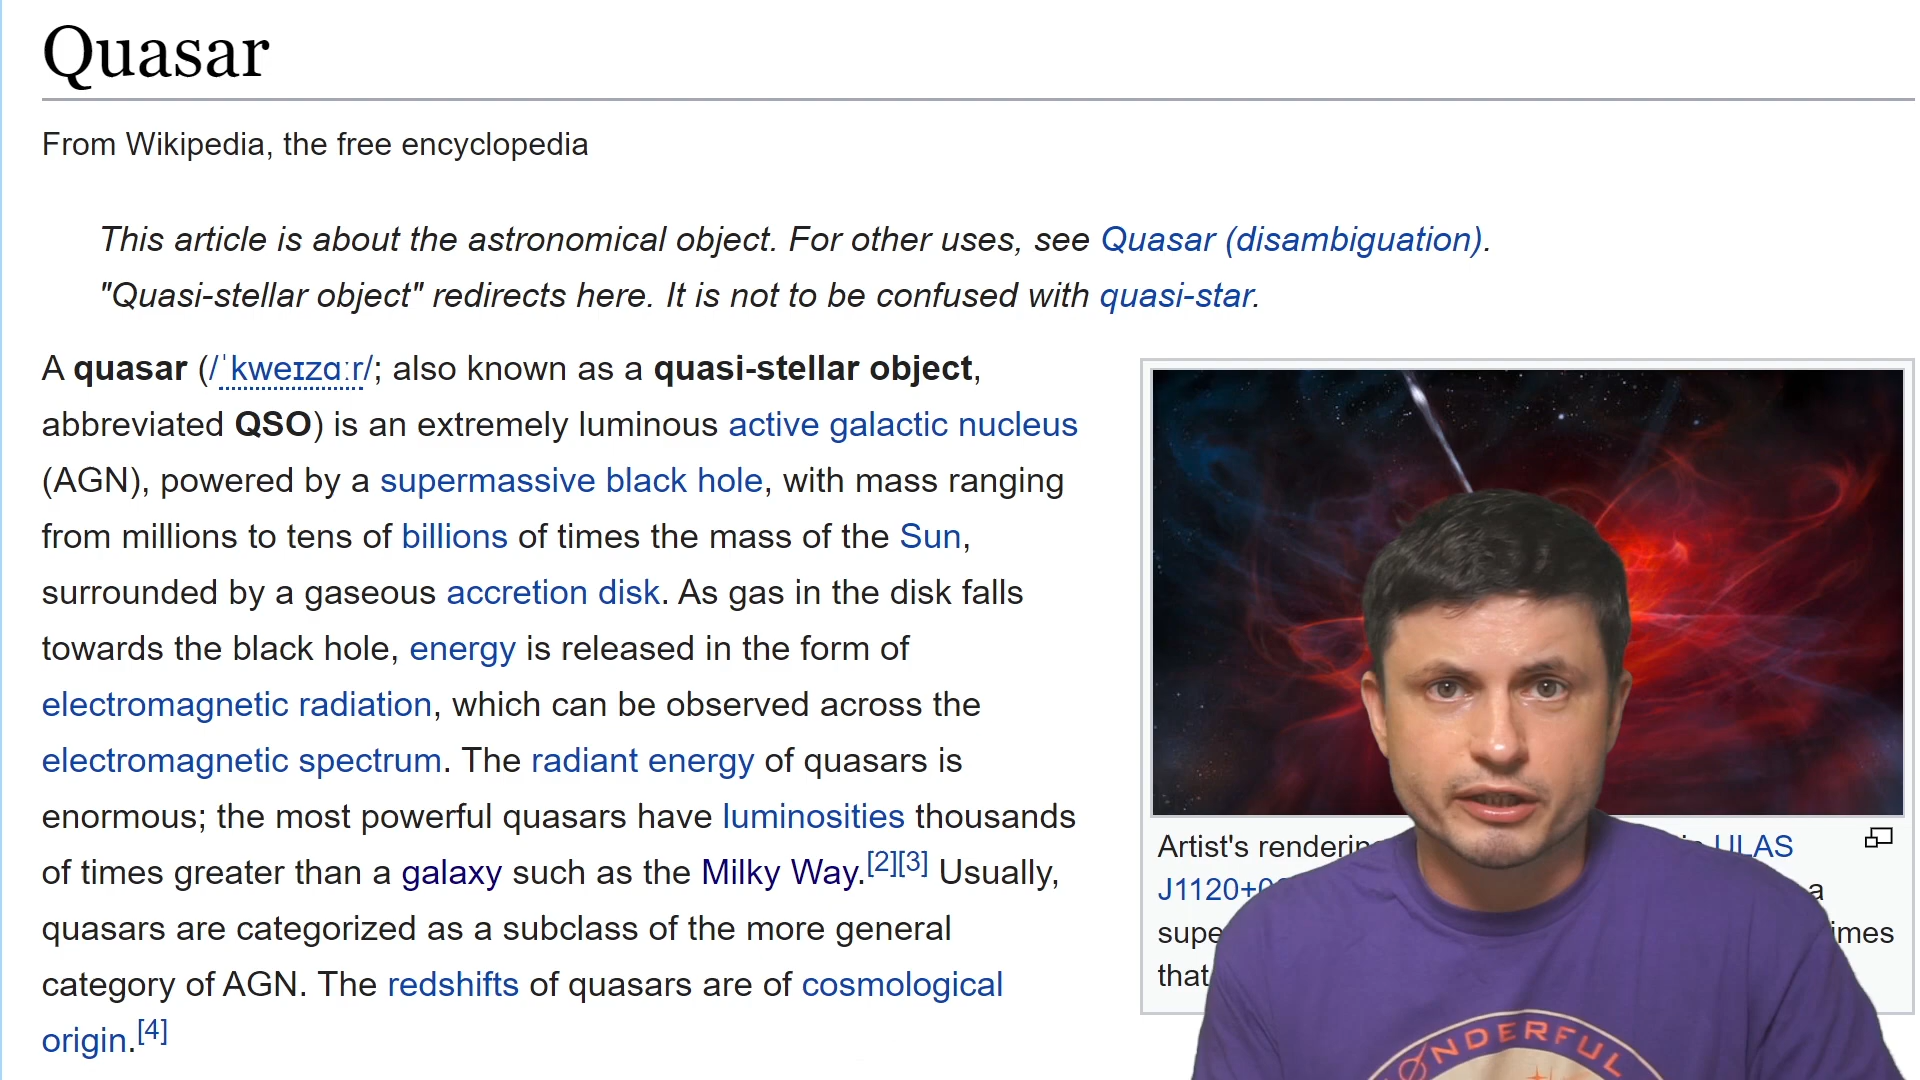 Quasar
From Wikipedia, the free encyclopedia
This article is about the astronomical object. For other uses, see Quasar (disambiguation).
"Quasi-stellar object" redirects here. It is not to be confused with quasi-star.
A quasar (/ˈkweɪzɑːr/; also known as a quasi-stellar object,
abbreviated QSO) is an extremely luminous active galactic nucleus
(AGN), powered by a supermassive black hole, with mass ranging
from millions to tens of billions of times the mass of the Sun,
surrounded by a gaseous accretion disk. As gas in the disk falls
towards the black hole, energy is released in the form of
electromagnetic radiation, which can be observed across the
electromagnetic spectrum. The radiant energy of quasars is
enormous; the most powerful quasars have luminosities thousands
of times greater than a galaxy such as the Milky Way.[2][3] Usually,
quasars are categorized as a subclass of the more general
category of AGN. The redshifts of quasars are of cosmological
origin.[4]
Artist's ULAS
a
that